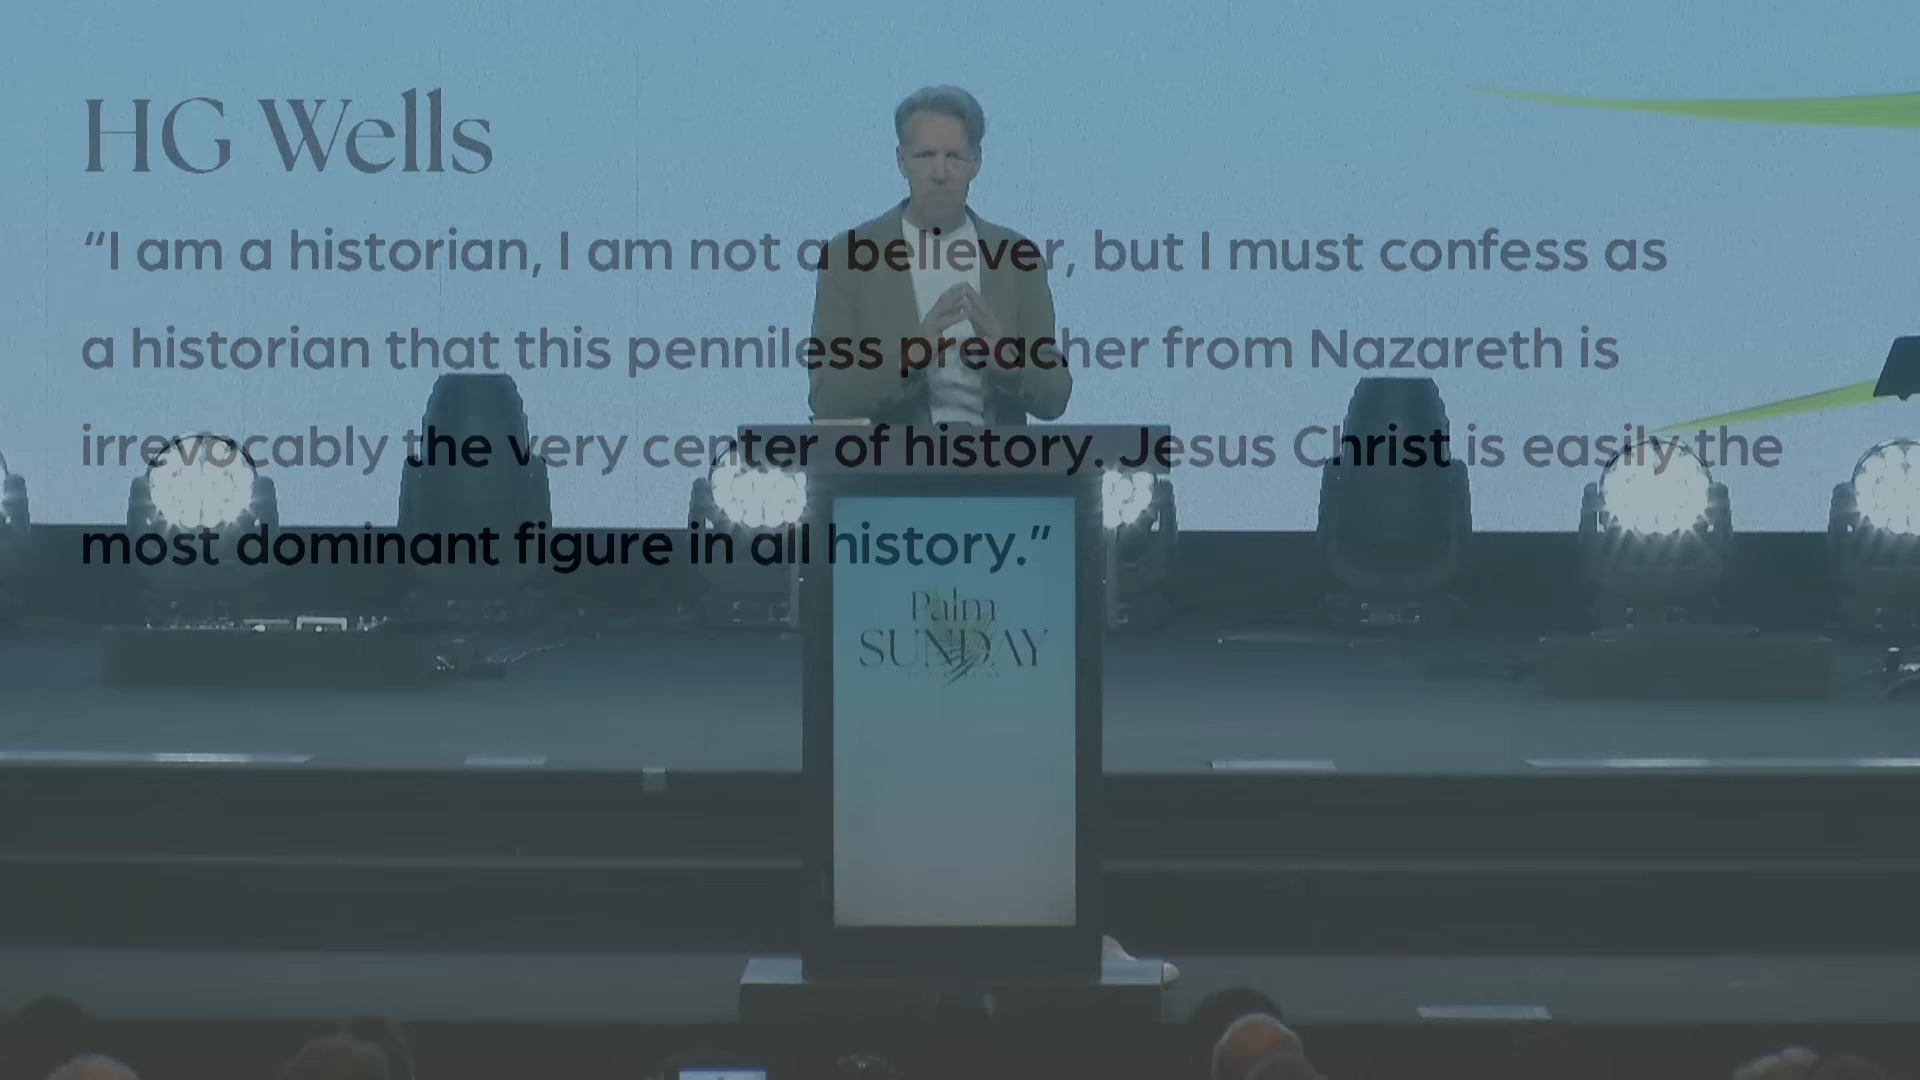 HG Wells
“I am a historian, I am not a believer, but I must confess as
a historian that this penniless preacher from Nazareth is
irrevocably the very center of history. Jesus Christ is easily the
most dominant figure in all history.”
Palm
SUNDAY